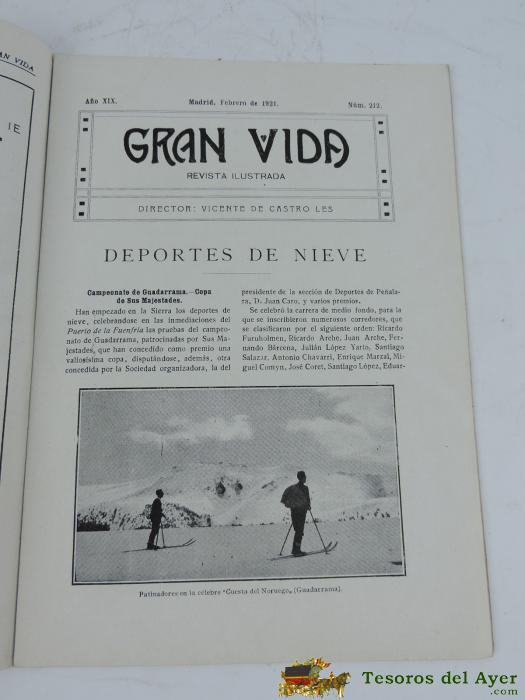 AN VIDA
IE
Año XIX.
Madrid, Febrero de 1921.
Núm. 212.
GRAN VIDA
REVISTA ILUSTRADA
DIRECTOR: VICENTE DE CASTRO LES
DEPORTES DE NIEVE
Campeonato de Guadarrama.—Copa
de Sus Majestades.
Han empezado en la Sierra los deportes de
nieve, celebrándose en las inmediaciones del
Puerto de la Fuenfría las pruebas del campeo-
nato de Guadarrama, patrocinadas por Sus Ma-
jestades, que han concedido como premio una
valiosísima copa, disputándose, además, otra
concedida por la Sociedad organizadora, la del
presidente de la sección de Deportes de Peñala-
ra, D. Juan Caro, y varios premios.
Se celebró la carrera de medio fondo, para la
que se inscribieron numerosos corredores, que
se clasificaron por el siguiente orden: Ricardo
Furuholmen, Ricardo Arche, Juan Arche, Fer-
nando Bárcena, Julián López Yarto, Santiago
Salazar, Antonio Chavarri, Enrique Marzal, Mi-
guel Comyn, José Coret, Santiago López, Eduar-
Patinadores en la célebre "Cuesta del Noruego„ (Guadarrama).
Tesoros del Ayer
.com